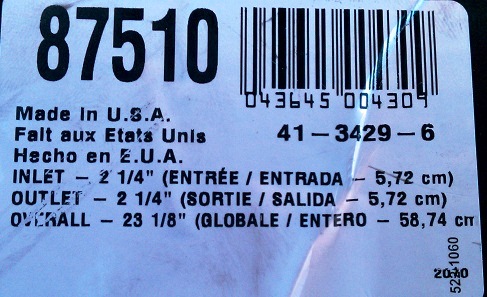 87510
043645 004309
Made in U.S.A.
41-3429-6
Fait aux Etats Unis
Hecho en E.U.A.
INLET - 2 1/4" (ENTRÉE / ENTRADA - 5,72 cm)
OUTLET - 2 1/4" (SORTIE / SALIDA - 5,72 cm)
OVERALL - 23 1/8" (GLOBALE / ENTERO - 58,74 cm